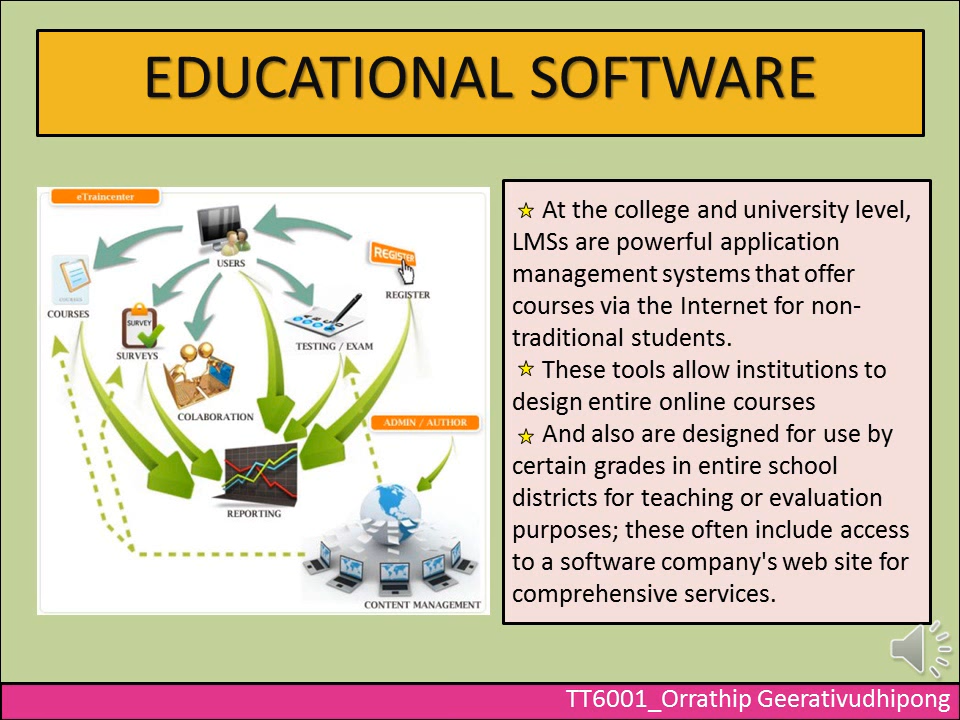 EDUCATIONAL SOFTWARE
eTraincenter
USERS
REGISTER
REGISTER
COURSES
COURSES
SURVEY
SURVEYS
TESTING / EXAM
COLABORATION
ADMIN / AUTHOR
REPORTING
CONTENT MANAGEMENT
At the college and university level,
LMSs are powerful application
management systems that offer
courses via the Internet for non-
traditional students.
These tools allow institutions to
design entire online courses
And also are designed for use by
certain grades in entire school
districts for teaching or evaluation
purposes; these often include access
to a software company's web site for
comprehensive services.
TT6001_Orrathip Geerativudhipong